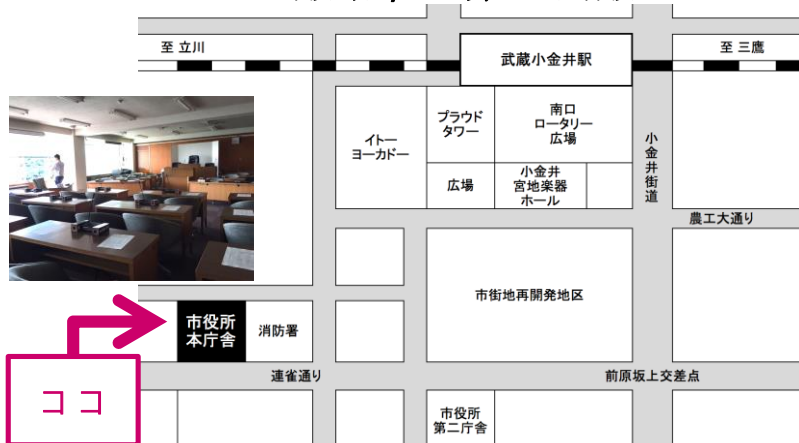 至 立川
武蔵小金井駅
至 三鷹
イトー
ヨーカドー
プラウド
タワー
南口
ロータリー
広場
広場
小金井
宮地楽器
ホール
小金井街道
農工大通り
市街地再開発地区
市役所
本庁舎
消防署
ココ
連雀通り
前原坂上交差点
市役所
第二庁舎